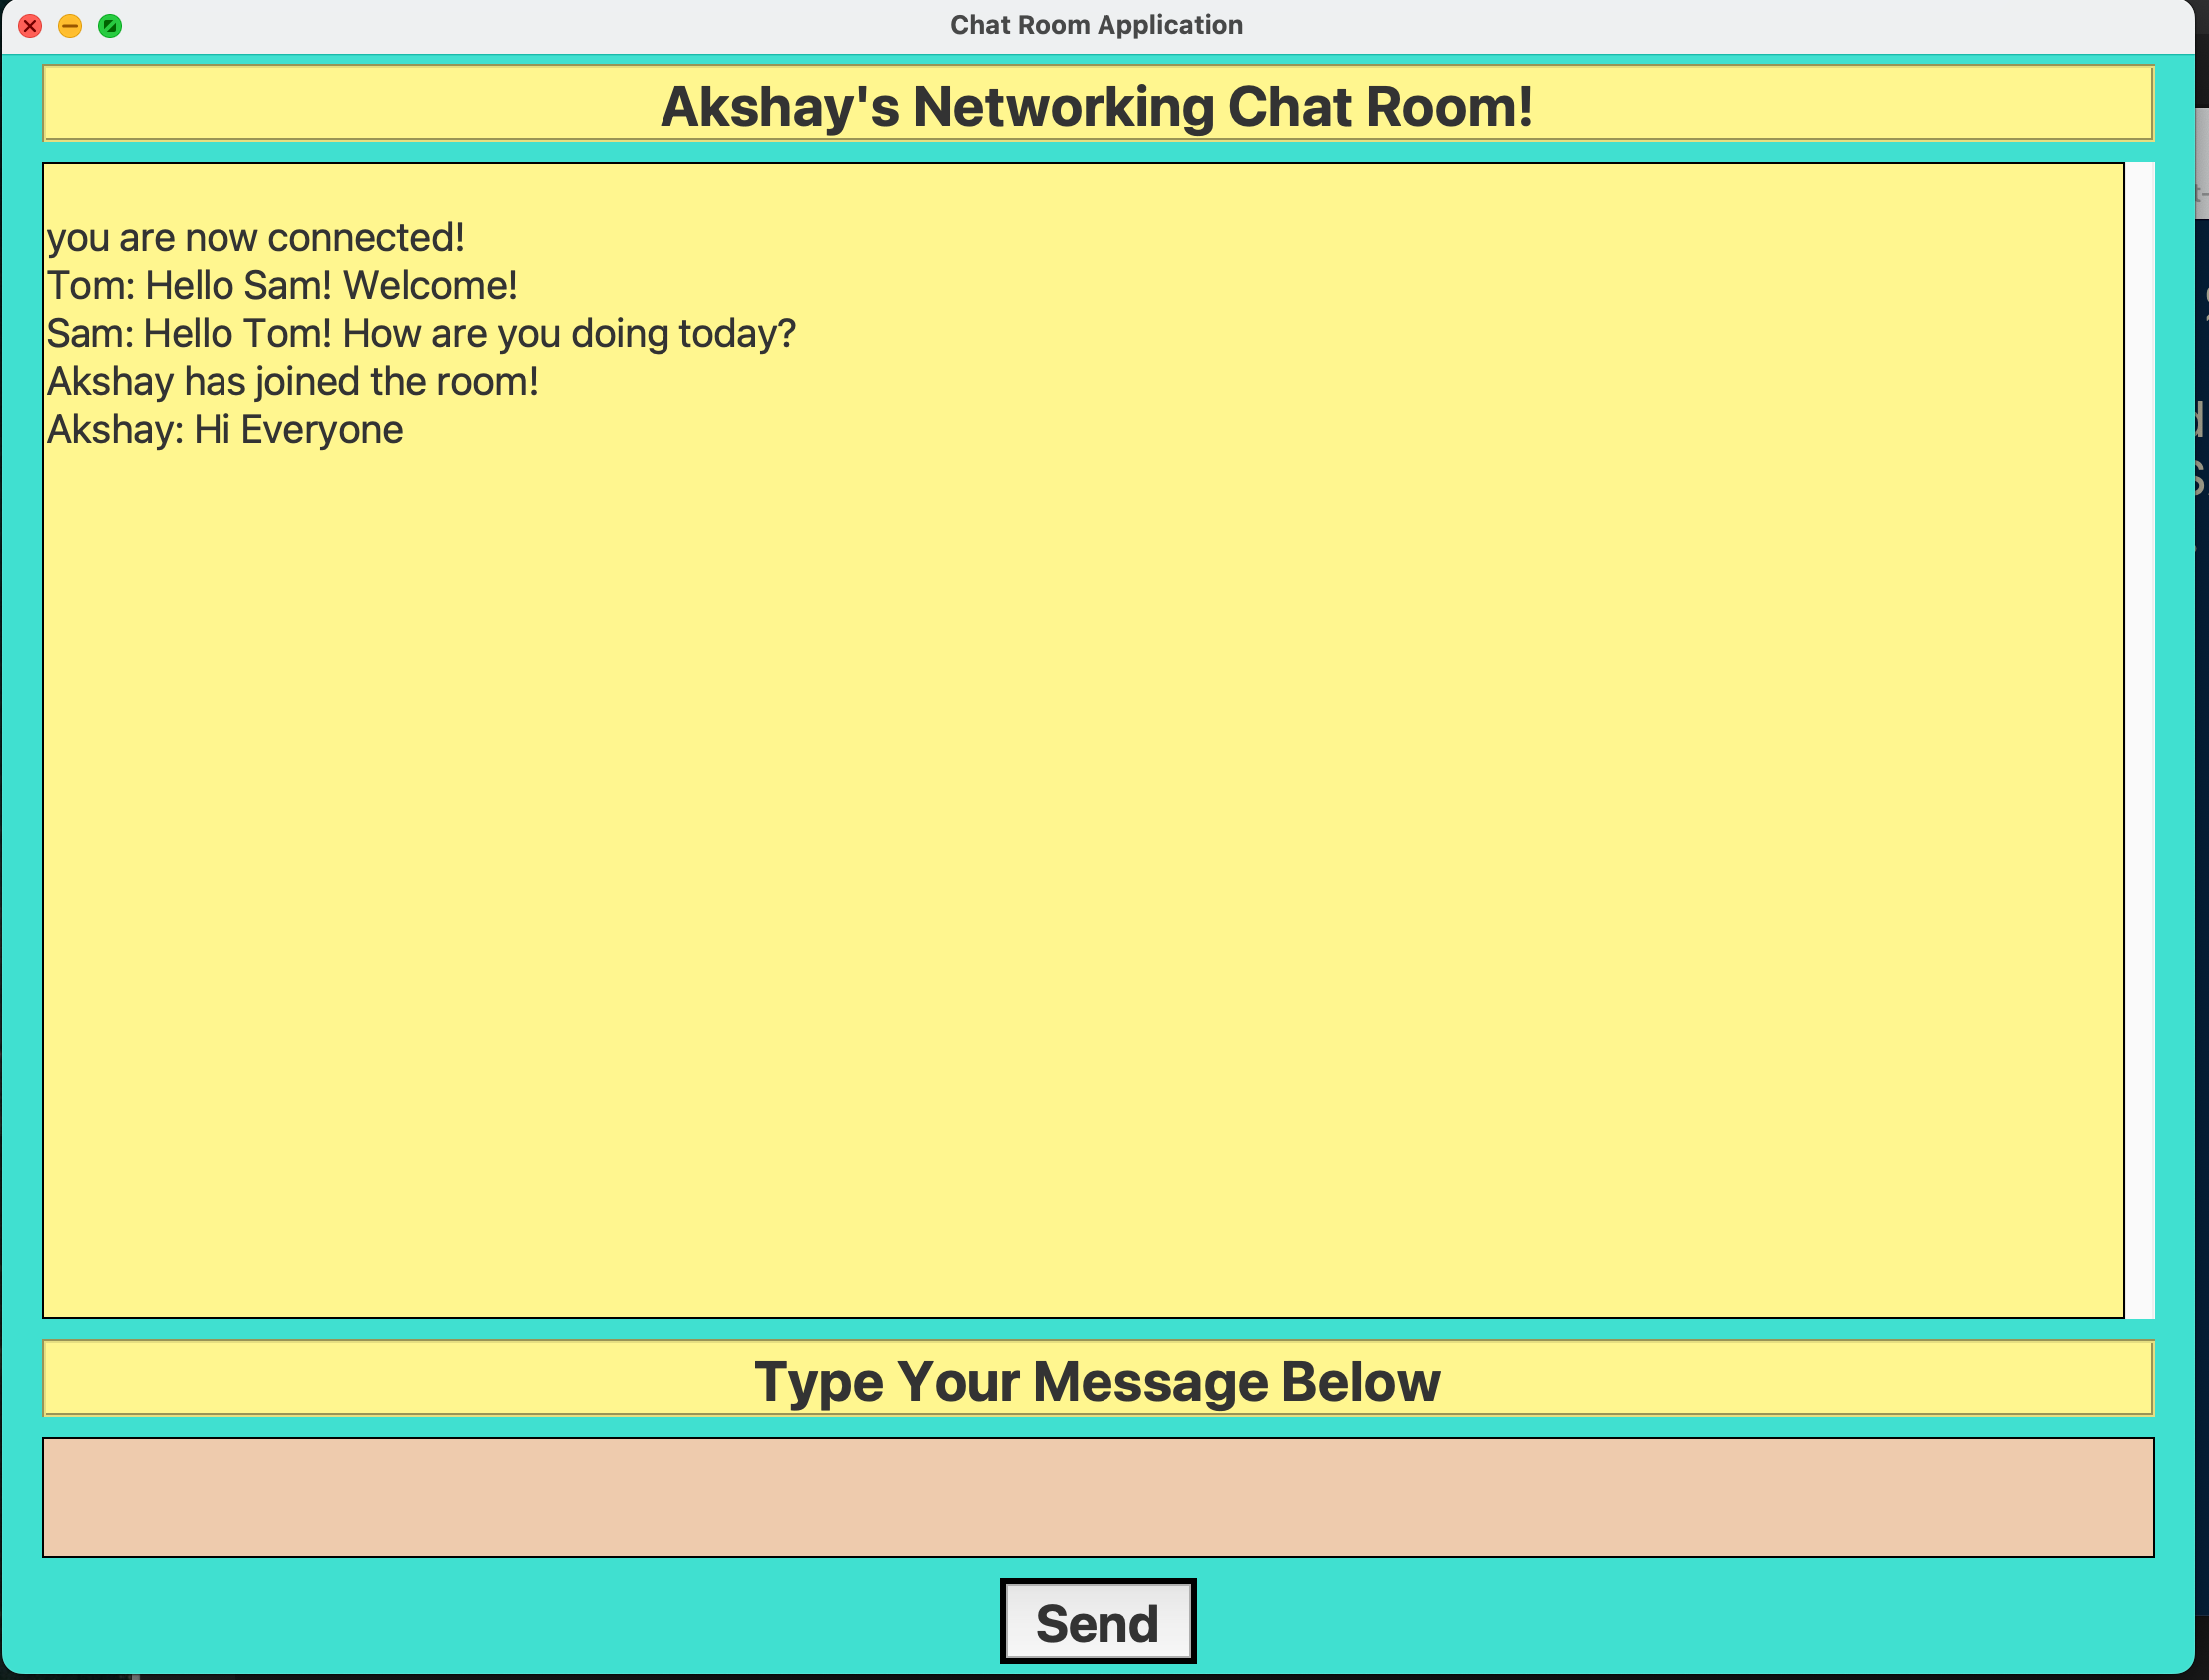 Chat Room Application
Akshay's Networking Chat Room!
you are now connected!
Tom: Hello Sam! Welcome!
Sam: Hello Tom! How are you doing today?
Akshay has joined the room!
Akshay: Hi Everyone
Type Your Message Below
Send